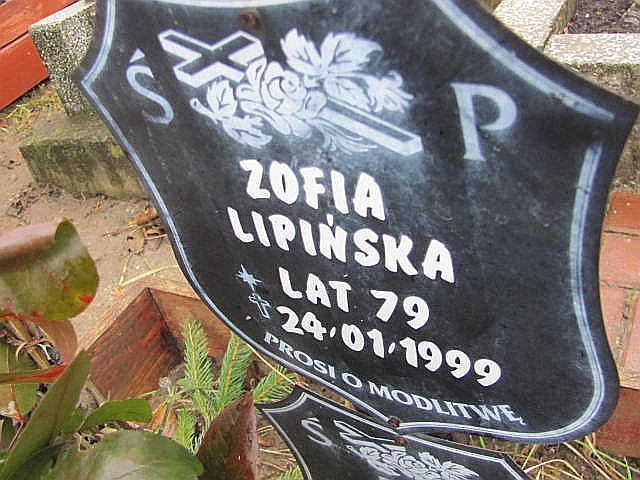 Ś P
ZOFIA
LIPIŃSKA
LAT 79
24.01.1999
PROSI O MODLITWĘ
Ś